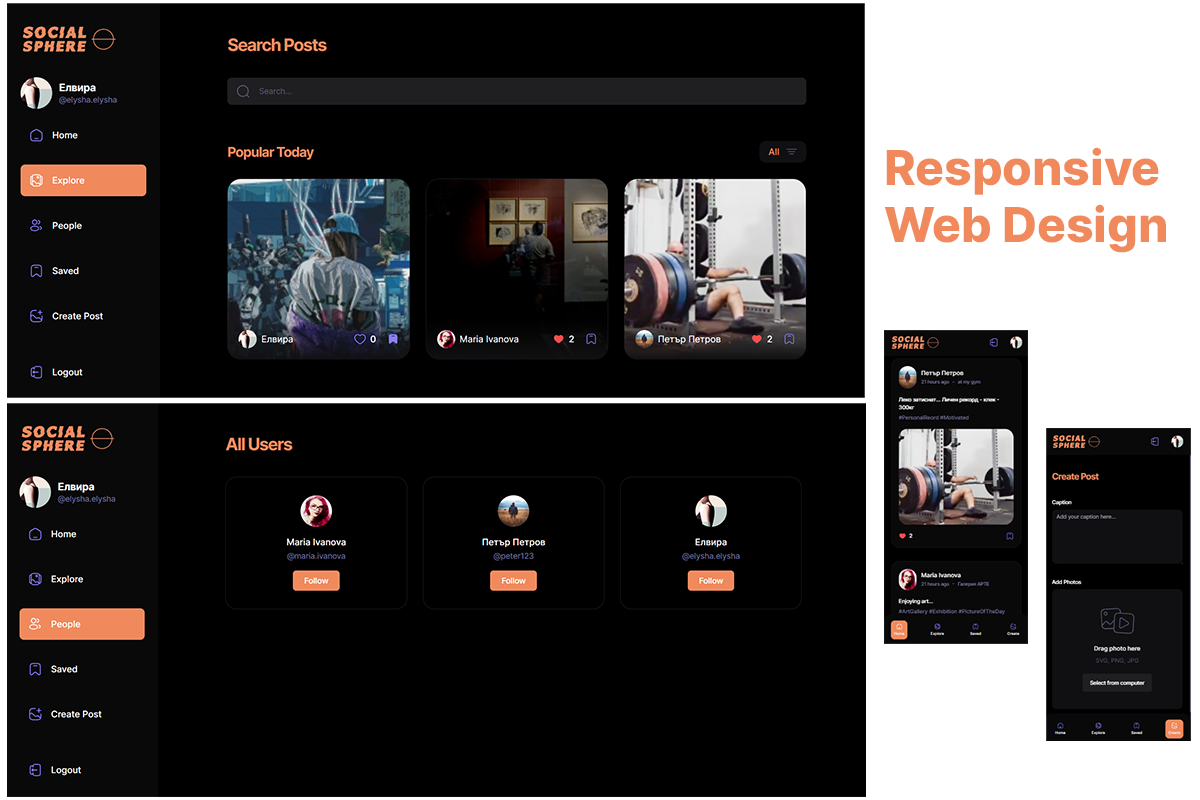 SOCIAL
SPHERE
Елвира
@elysha.elysha
Home
Explore
People
Saved
Create Post
Logout
Search Posts
Search...
Popular Today
All
Елвира
0
Maria Ivanova
2
Петър Петров
2
SOCIAL
SPHERE
Елвира
@elysha.elysha
Home
Explore
People
Saved
Create Post
Logout
All Users
Maria Ivanova
@maria.ivanova
Follow
Петър Петров
@peter123
Follow
Елвира
@elysha.elysha
Follow
Responsive
Web Design
SOCIAL
SPHERE
Петър Петров
21 hours ago - at my gym
Леко затиснат... Личен рекорд - клек -
300кг
#PersonalReord #Motivated
2
Maria Ivanova
21 hours ago - Галерия АРТЕ
Enjoying art...
#ArtGallery #Exhibition #PictureOfTheDay
Home
Explore
Saved
Create
SOCIAL
SPHERE
Create Post
Caption
Add your caption here...
Add Photos
Drag photo here
SVG, PNG, JPG
Select from computer
Home
Explore
Saved
Create